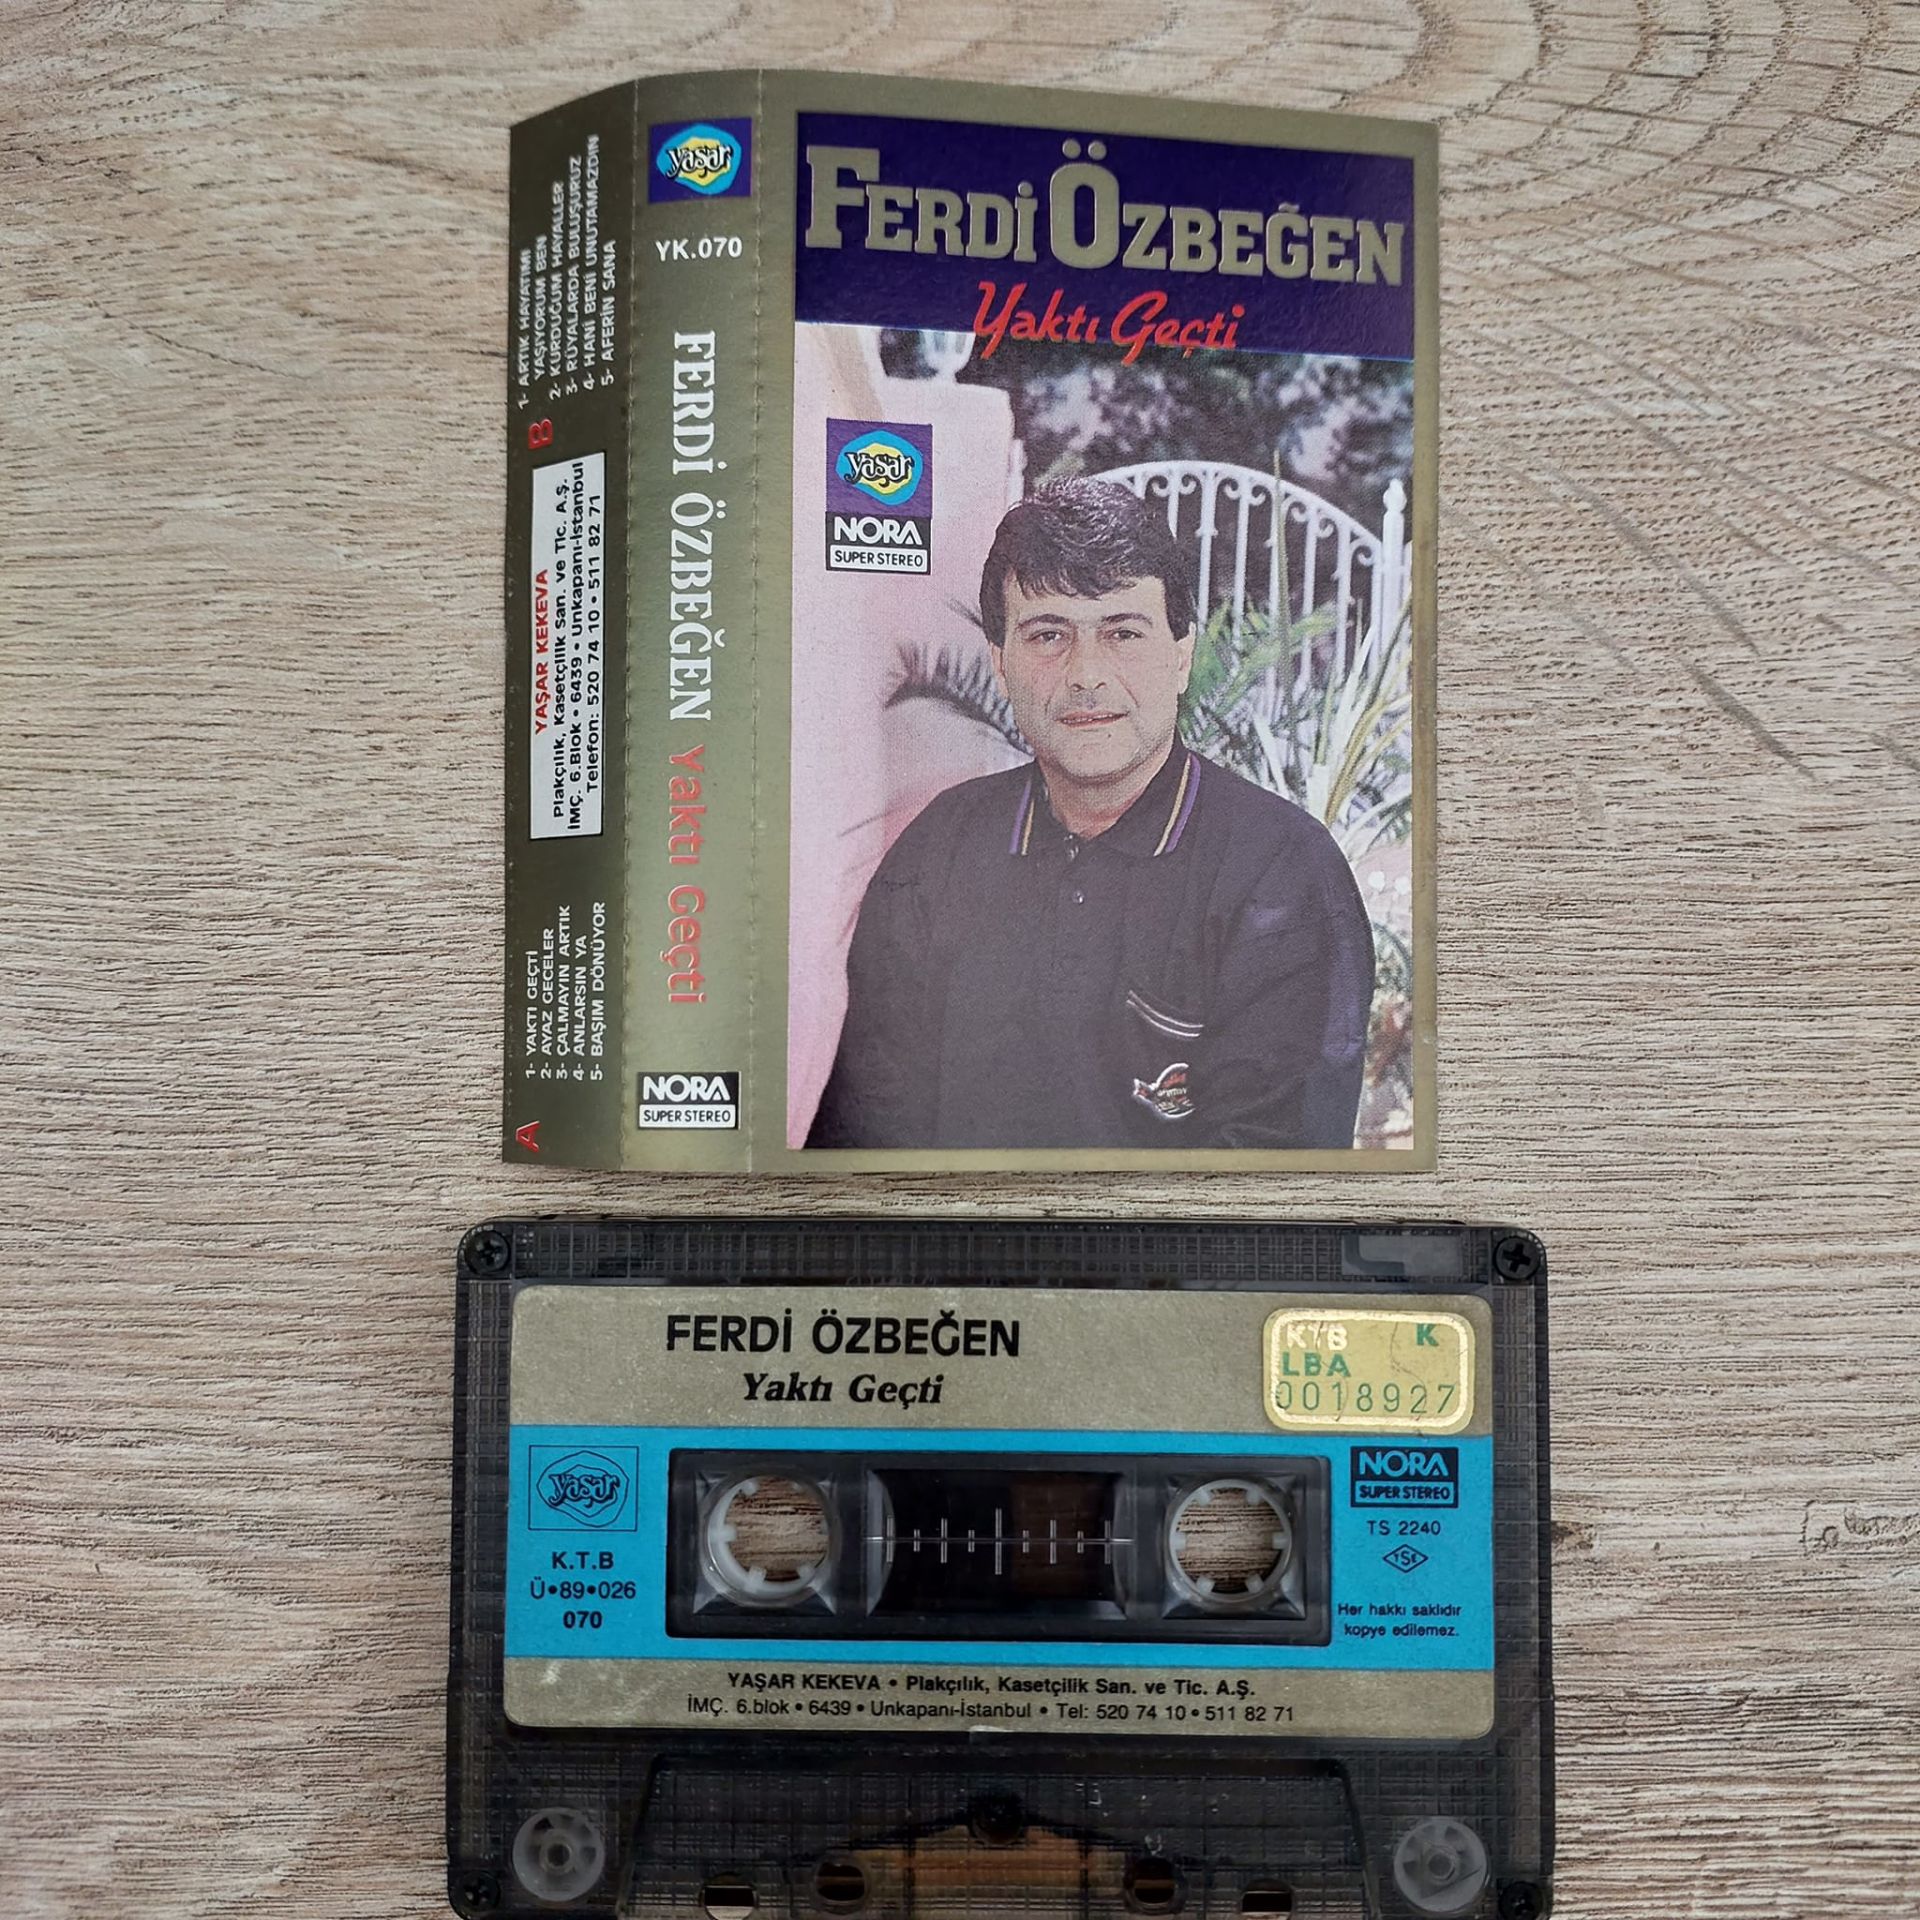 1- ARTIK HAYATIMI
YAŞIYORUM BEN
2- KURDUĞUM HAYALLER
3- RÜYALARDA BULUŞURUZ
4- HANİ BENİ UNUTAMAZDIN
5- AFERİN SANA
B
YAŞAR KEKEVA
Plakçılık, Kasetçilik San. ve Tic. A.Ş.
İMÇ. 6.Blok • 6439 • Unkapanı-İstanbul
Telefon: 520 74 10 • 511 82 71
1- YAKTI GEÇTİ
2- AYAZ GECELER
3- ÇALMAYIN ARTIK
4- ANLARSIN YA
5- BAŞIM DÖNÜYOR
A
yaşar
YK.070
FERDİ ÖZBEĞEN Yaktı Geçti
NORA
SUPER STEREO
FERDİ ÖZBEĞEN
Yaktı Geçti
yaşar
NORA
SUPER STEREO
FERDİ ÖZBEĞEN
Yaktı Geçti
KTB K
LBA
0018927
yaşar
K.T.B
Ü•89•026
070
NORA
SUPER STEREO
TS 2240
TSE
Her hakkı saklıdır
kopye edilemez.
YAŞAR KEKEVA • Plakçılık, Kasetçilik San. ve Tic. A.Ş.
İMÇ. 6.blok • 6439 • Unkapanı-İstanbul • Tel: 520 74 10 • 511 82 71